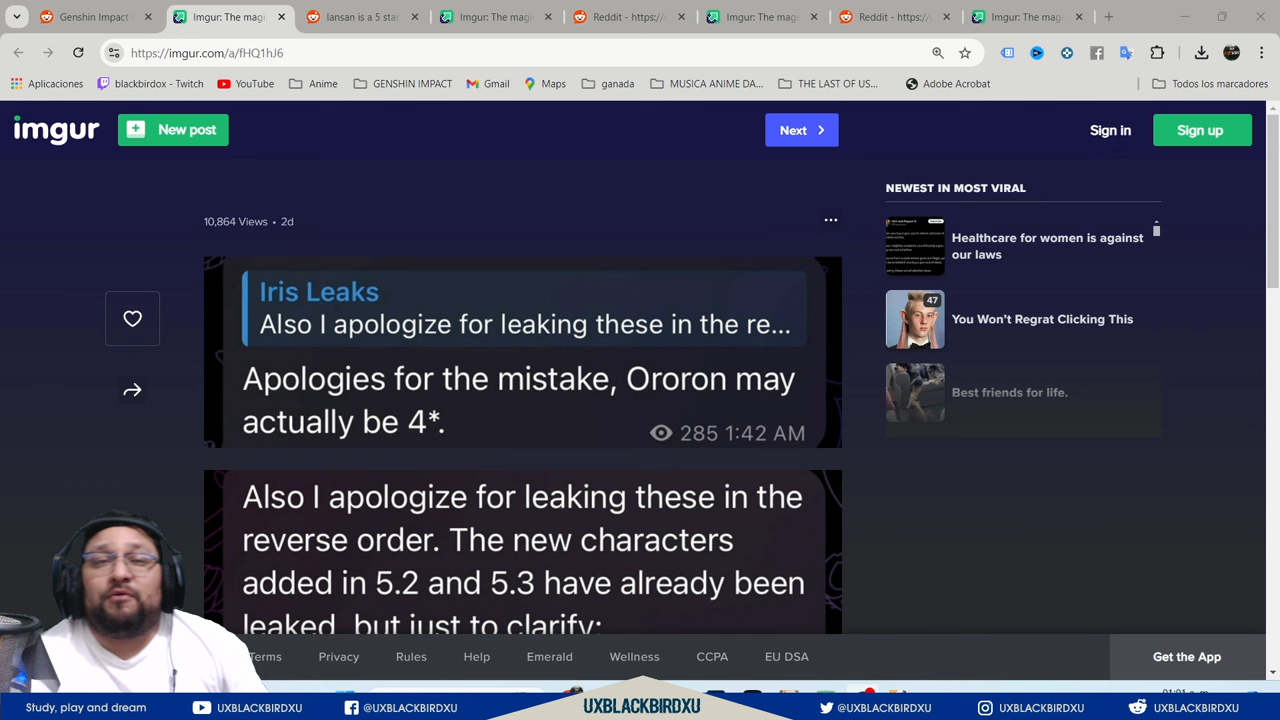 Genshin Impact
Imgur: The mag
Iansan is a 5 star
Imgur: The mag
Reddit - https:/
Imgur: The mag
Reddit - https:/
Imgur: The mag
https://imgur.com/a/fHQ1hJ6
Aplicaciones
blackbirdox - Twitch
YouTube
Anime
GENSHIN IMPACT
Gmail
Maps
ganada
MUSICA ANIME DA...
THE LAST OF US...
Adobe Acrobat
Todos los marcadores
imgur
New post
Next
Sign in
Sign up
10,864 Views • 2d
Iris Leaks
Also I apologize for leaking these in the re...
Apologies for the mistake, Ororon may
actually be 4*.
285 1:42 AM
Also I apologize for leaking these in the
reverse order. The new characters
added in 5.2 and 5.3 have already been
leaked, but just to clarify:
NEWEST IN MOST VIRAL
Healthcare for women is against
our laws
47
You Won't Regrat Clicking This
Best friends for life.
Terms
Privacy
Rules
Help
Emerald
Wellness
CCPA
EU DSA
Get the App
Study, play and dream
UXBLACKBIRDXU
@UXBLACKBIRDXU
UXBLACKBIRDXU
@UXBLACKBIRDXU
UXBLACKBIRDXU
UXBLACKBIRDXU